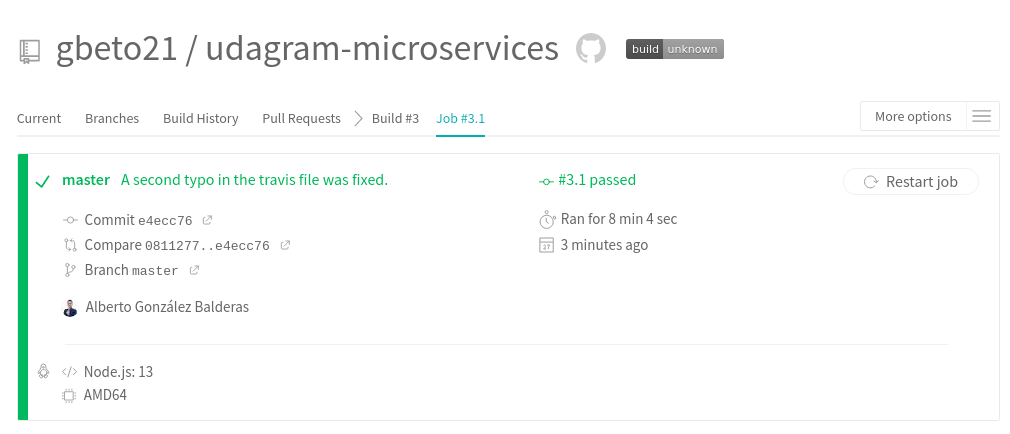 gbeto21 / udagram-microservices build unknown
Current Branches Build History Pull Requests Build #3 Job #3.1 More options
master A second typo in the travis file was fixed. #3.1 passed Restart job
Commit e4ecc76 Ran for 8 min 4 sec
Compare 0811277..e4ecc76 27 3 minutes ago
Branch master
Alberto González Balderas
</> Node.js: 13
AMD64